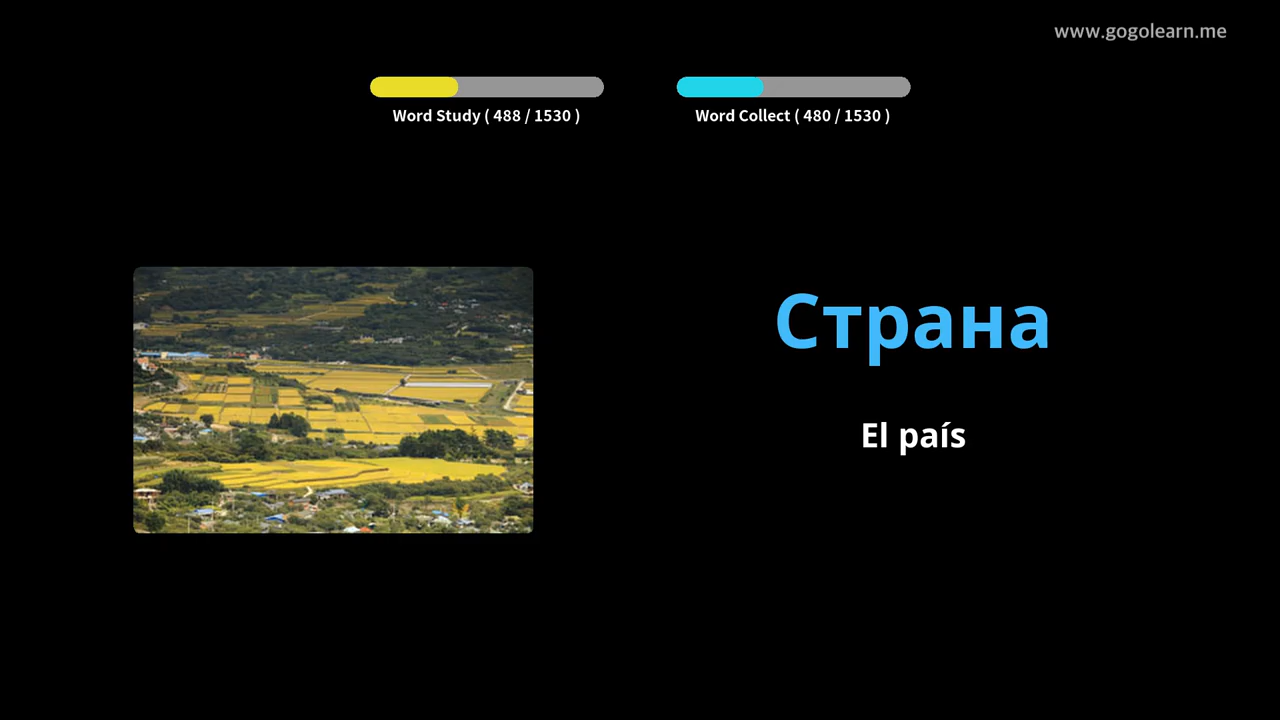 www.gogolearn.me
Word Study ( 488 / 1530 )
Word Collect ( 480 / 1530 )
Страна
El país